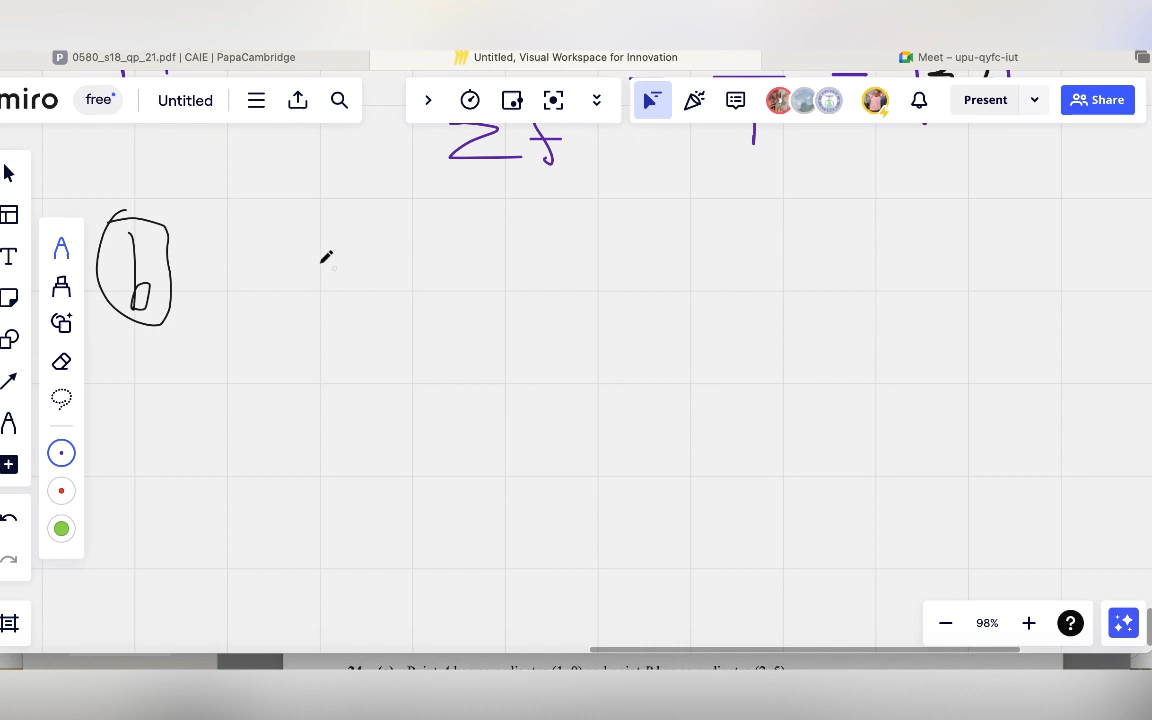 0580_s18_qp_21.pdf | CAIE | PapaCambridge
Untitled, Visual Workspace for Innovation
Meet – upu-qyfc-iut
miro
free
Untitled
Present
Share
Σf
b
98%